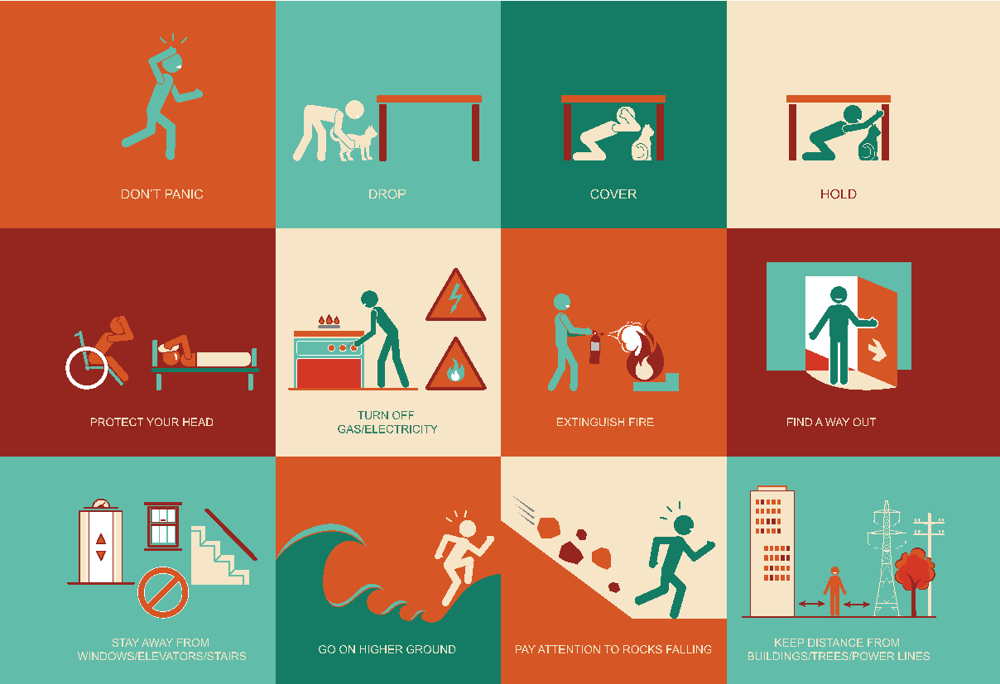 DON'T PANIC
DROP
COVER
HOLD
PROTECT YOUR HEAD
TURN OFF
GAS/ELECTRICITY
EXTINGUISH FIRE
FIND A WAY OUT
STAY AWAY FROM
WINDOWS/ELEVATORS/STAIRS
GO ON HIGHER GROUND
PAY ATTENTION TO ROCKS FALLING
KEEP DISTANCE FROM
BUILDINGS/TREES/POWER LINES